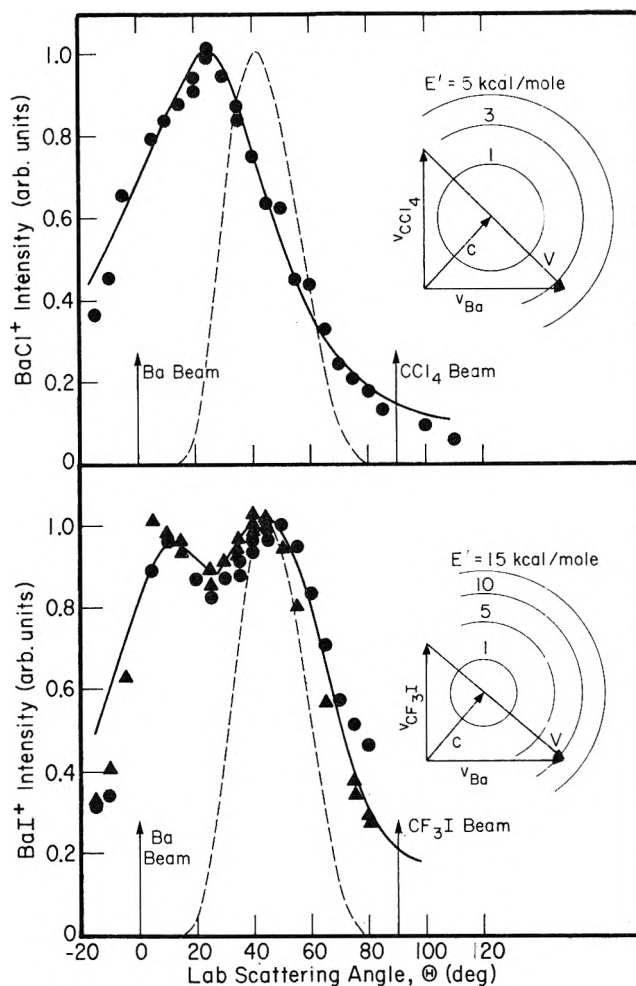 BaCl⁺ Intensity (arb. units)
1.0
0.8
0.6
0.4
0.2
0
E' = 5 kcal/mole
3
1
V_CCl₄
C
V
V_Ba
Ba Beam
CCl₄ Beam
BaI⁺ Intensity (arb. units)
1.0
0.8
0.6
0.4
0.2
0
E' = 15 kcal/mole
10
5
1
V_CF₃I
C
V
V_Ba
Ba
Beam
CF₃I Beam
-20 0 20 40 60 80 100 120
Lab Scattering Angle, Θ (deg)